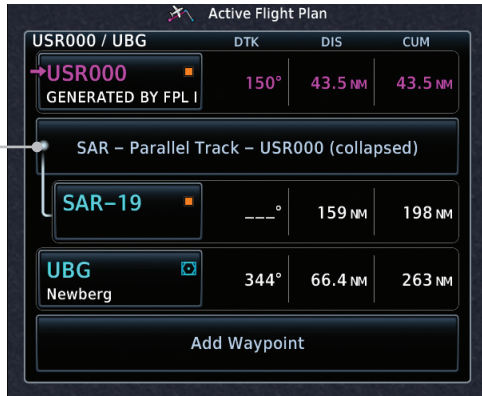 Active Flight Plan
USR000 / UBG DTK DIS CUM
USR000 150° 43.5 NM 43.5 NM
GENERATED BY FPL I
SAR – Parallel Track – USR000 (collapsed)
SAR–19 ___° 159 NM 198 NM
UBG 344° 66.4 NM 263 NM
Newberg
Add Waypoint